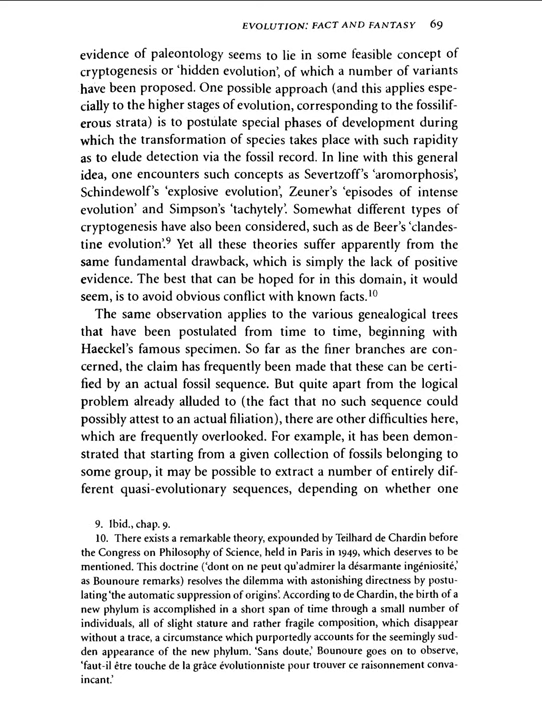 EVOLUTION: FACT AND FANTASY 69
evidence of paleontology seems to lie in some feasible concept of
cryptogenesis or ‘hidden evolution’, of which a number of variants
have been proposed. One possible approach (and this applies espe-
cially to the higher stages of evolution, corresponding to the fossilif-
erous strata) is to postulate special phases of development during
which the transformation of species takes place with such rapidity
as to elude detection via the fossil record. In line with this general
idea, one encounters such concepts as Severtzoff’s ‘aromorphosis’,
Schindewolf’s ‘explosive evolution’, Zeuner’s ‘episodes of intense
evolution’ and Simpson’s ‘tachytely’. Somewhat different types of
cryptogenesis have also been considered, such as de Beer’s ‘clandes-
tine evolution’.9 Yet all these theories suffer apparently from the
same fundamental drawback, which is simply the lack of positive
evidence. The best that can be hoped for in this domain, it would
seem, is to avoid obvious conflict with known facts.10
The same observation applies to the various genealogical trees
that have been postulated from time to time, beginning with
Haeckel’s famous specimen. So far as the finer branches are con-
cerned, the claim has frequently been made that these can be certi-
fied by an actual fossil sequence. But quite apart from the logical
problem already alluded to (the fact that no such sequence could
possibly attest to an actual filiation), there are other difficulties here,
which are frequently overlooked. For example, it has been demon-
strated that starting from a given collection of fossils belonging to
some group, it may be possible to extract a number of entirely dif-
ferent quasi-evolutionary sequences, depending on whether one
9. Ibid., chap. 9.
10. There exists a remarkable theory, expounded by Teilhard de Chardin before
the Congress on Philosophy of Science, held in Paris in 1949, which deserves to be
mentioned. This doctrine (‘dont on ne peut qu’admirer la désarmante ingéniosité,’
as Bounoure remarks) resolves the dilemma with astonishing directness by postu-
lating ‘the automatic suppression of origins’. According to de Chardin, the birth of a
new phylum is accomplished in a short span of time through a small number of
individuals, all of slight stature and rather fragile composition, which disappear
without a trace, a circumstance which purportedly accounts for the seemingly sud-
den appearance of the new phylum. ‘Sans doute,’ Bounoure goes on to observe,
‘faut-il être touche de la grâce évolutionniste pour trouver ce raisonnement conva-
incant.’